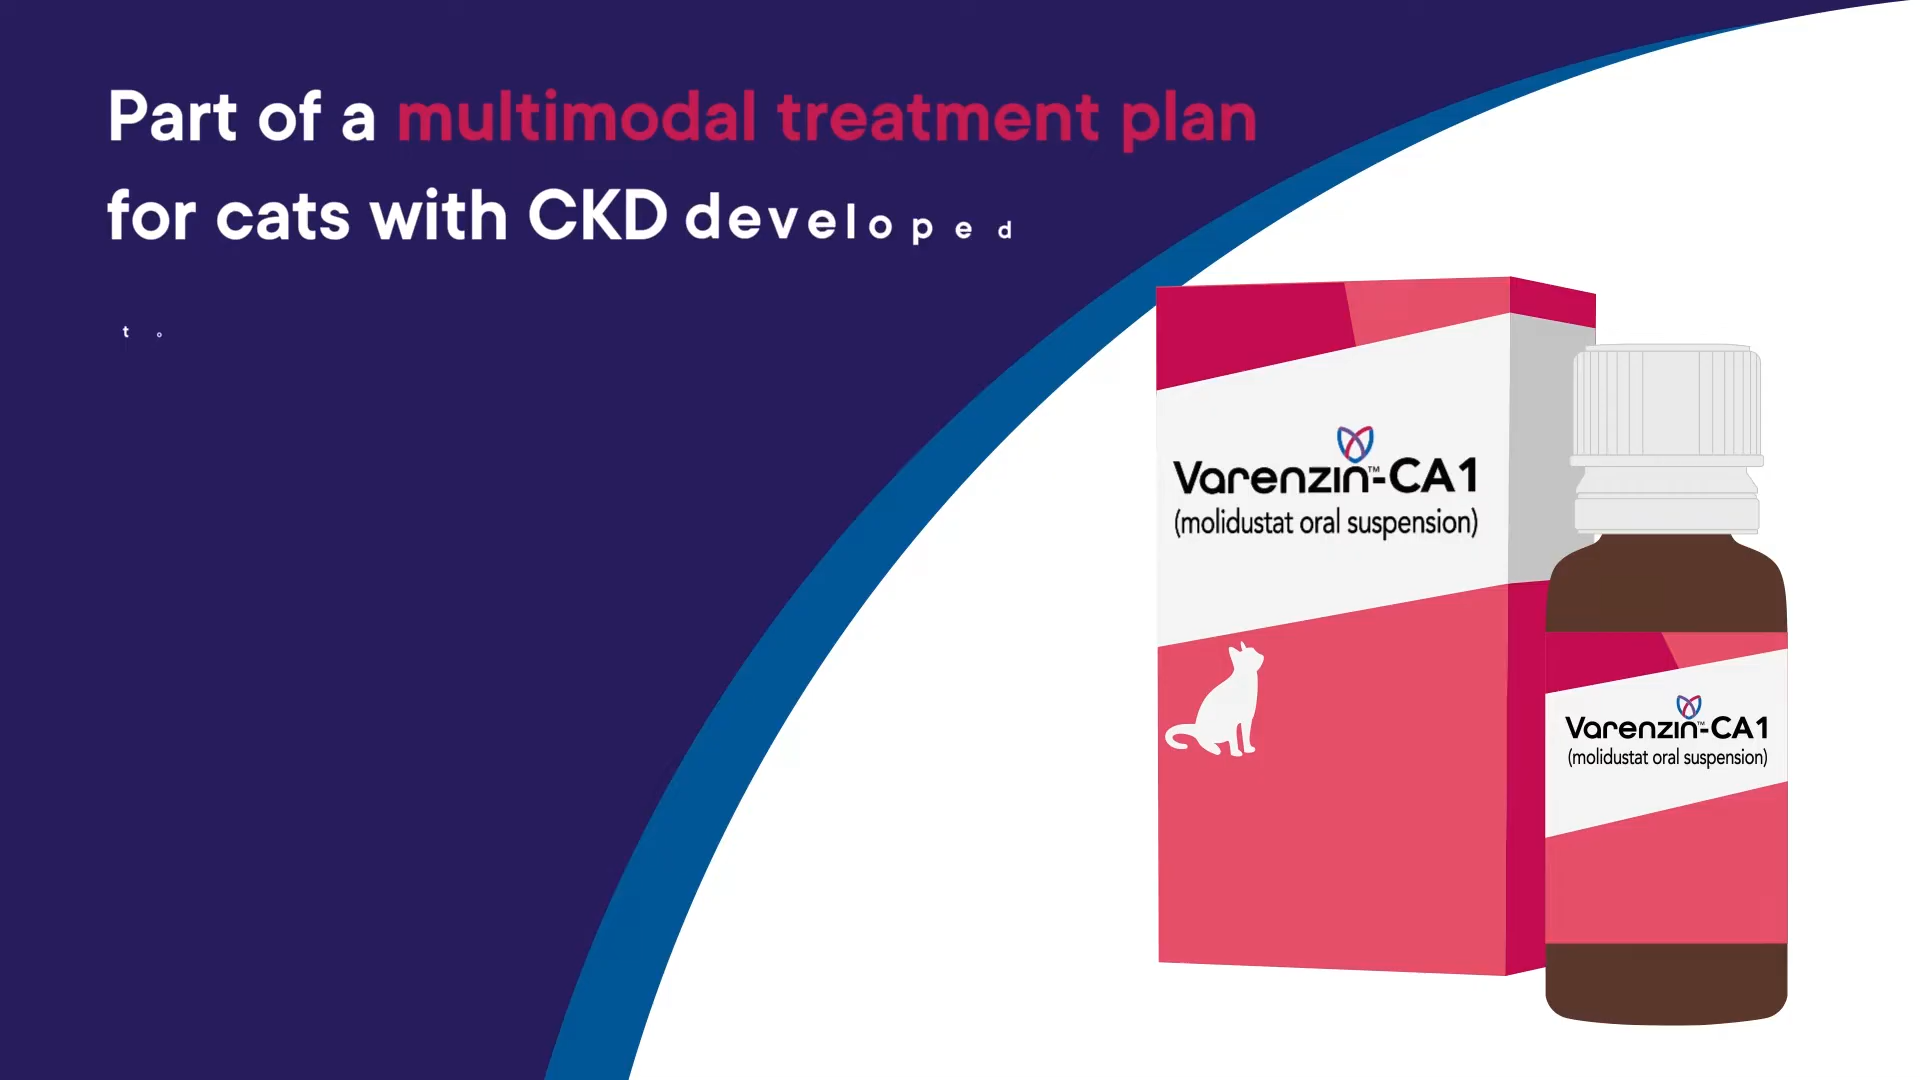 Part of a multimodal treatment plan
for cats with CKD developed
to
Varenzin™-CA1
(molidustat oral suspension)
Varenzin™-CA1
(molidustat oral suspension)